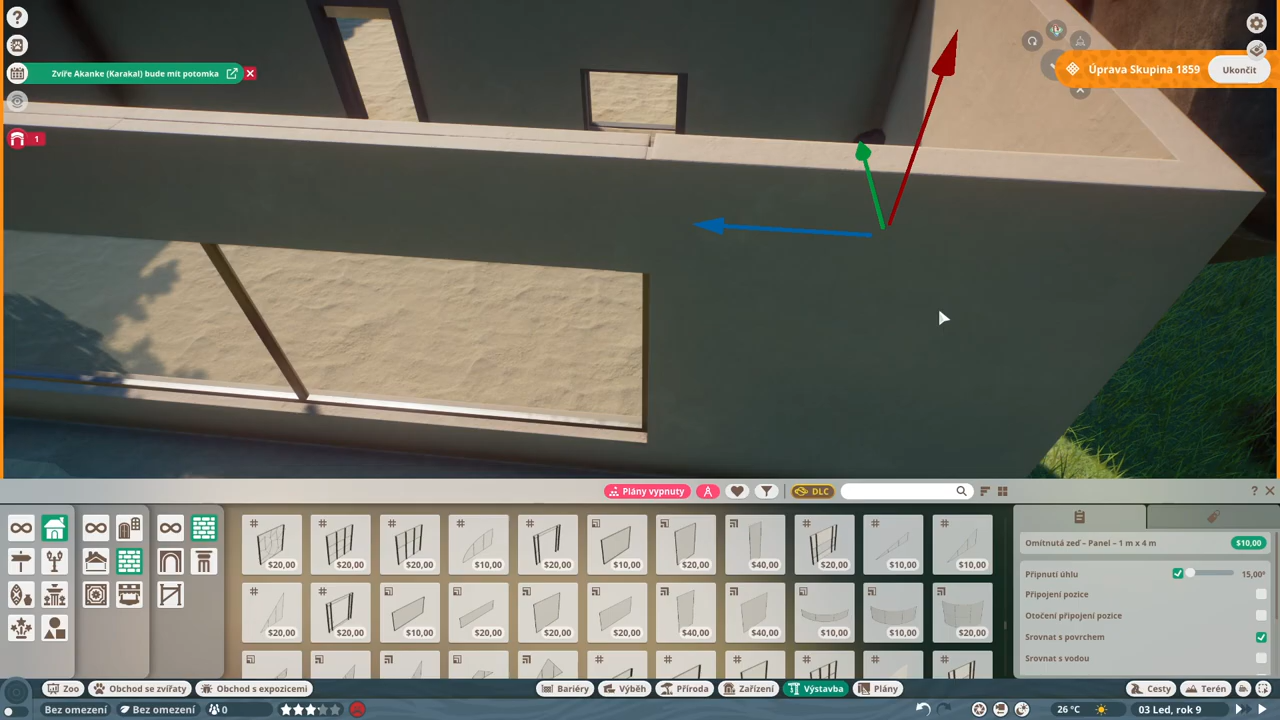 ?
Zvíře Akanke (Karakal) bude mít potomka
Úprava Skupina 1859
Ukončit
1
Plány vypnuty
DLC
?
$20,00 $20,00 $20,00 $10,00 $20,00 $10,00 $20,00 $40,00 $20,00 $10,00 $10,00
$20,00 $20,00 $10,00 $20,00 $20,00 $20,00 $40,00 $40,00 $10,00 $10,00 $20,00
Omítnutá zeď – Panel – 1 m x 4 m
$10,00
Připnutí úhlu
15,00°
Připojení pozice
Otočení připojení pozice
Srovnat s povrchem
Srovnat s vodou
Zoo
Obchod se zvířaty
Obchod s expozicemi
Bariéry
Výběh
Příroda
Zařízení
Výstavba
Plány
Cesty
Terén
Bez omezení
Bez omezení
0
26 °C
03 Led, rok 9